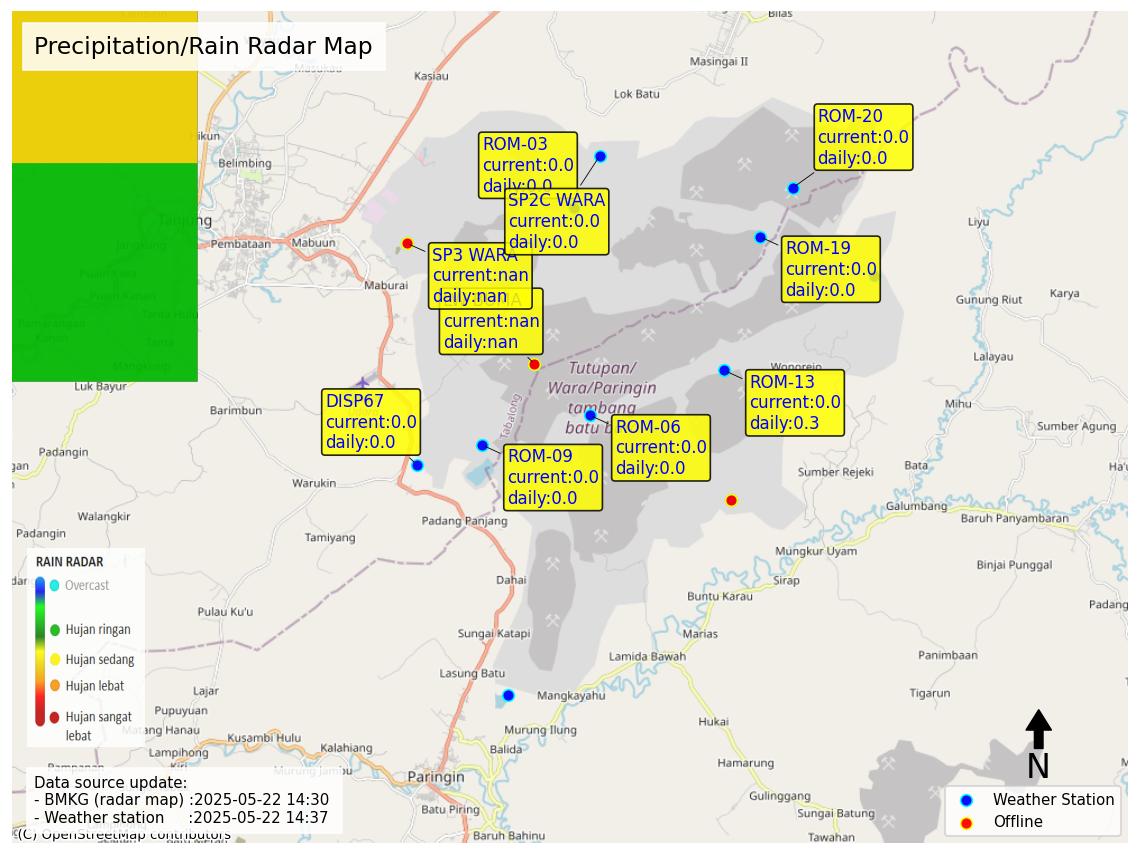 Precipitation/Rain Radar Map
Bilas
Masingai II
Kasiau
Lok Batu
Hikun
Belimbing
Tanjung
Pembataan
Mabuun
Maburai
ROM-03
current:0.0
daily:0.0
SP2C WARA
current:0.0
daily:0.0
ROM-20
current:0.0
daily:0.0
ROM-19
current:0.0
daily:0.0
SP3 WARA
current:nan
daily:nan
current:nan
daily:nan
Liyu
Gunung Riut
Karya
Lalayau
Mihu
Sumber Agung
Luk Bayur
Barimbun
DISP67
current:0.0
daily:0.0
Tutupan/
Wara/Paringin
tambang
Tabalong
Wonorejo
ROM-13
current:0.0
daily:0.3
ROM-06
current:0.0
daily:0.0
ROM-09
current:0.0
daily:0.0
Padangin
Warukin
Walangkir
Padangin
Tamiyang
Padang Panjang
Sumber Rejeki
Bata
Galumbang
Baruh Panyambaran
Mungkur Uyam
Binjai Punggal
Sirap
Buntu Karau
Dahai
Pulau Ku'u
Sungai Katapi
Marias
Lamida Bawah
Panimbaan
Tigarun
Lasung Batu
Mangkayahu
Murung Ilung
Hukai
Hamarung
Gulinggang
Sungai Batung
Tawahan
Lajar
Pupuyuan
Matang Hanau
Lampihong
Kusambi Hulu
Kalahiang
Murung Jambu
Balida
Paringin
Batu Piring
Baruh Bahinu
RAIN RADAR
Overcast
Hujan ringan
Hujan sedang
Hujan lebat
Hujan sangat
lebat
Data source update:
- BMKG (radar map) :2025-05-22 14:30
- Weather station :2025-05-22 14:37
(C) OpenStreetMap contributors
N
Weather Station
Offline